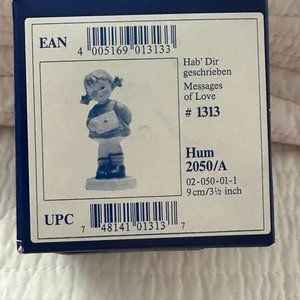 EAN
4 005169 013133
Hab' Dir
geschrieben
Messages
of Love
# 1313
Hum
2050/A
02-050-01-1
9 cm/3½ inch
UPC
7 48141 01313 7